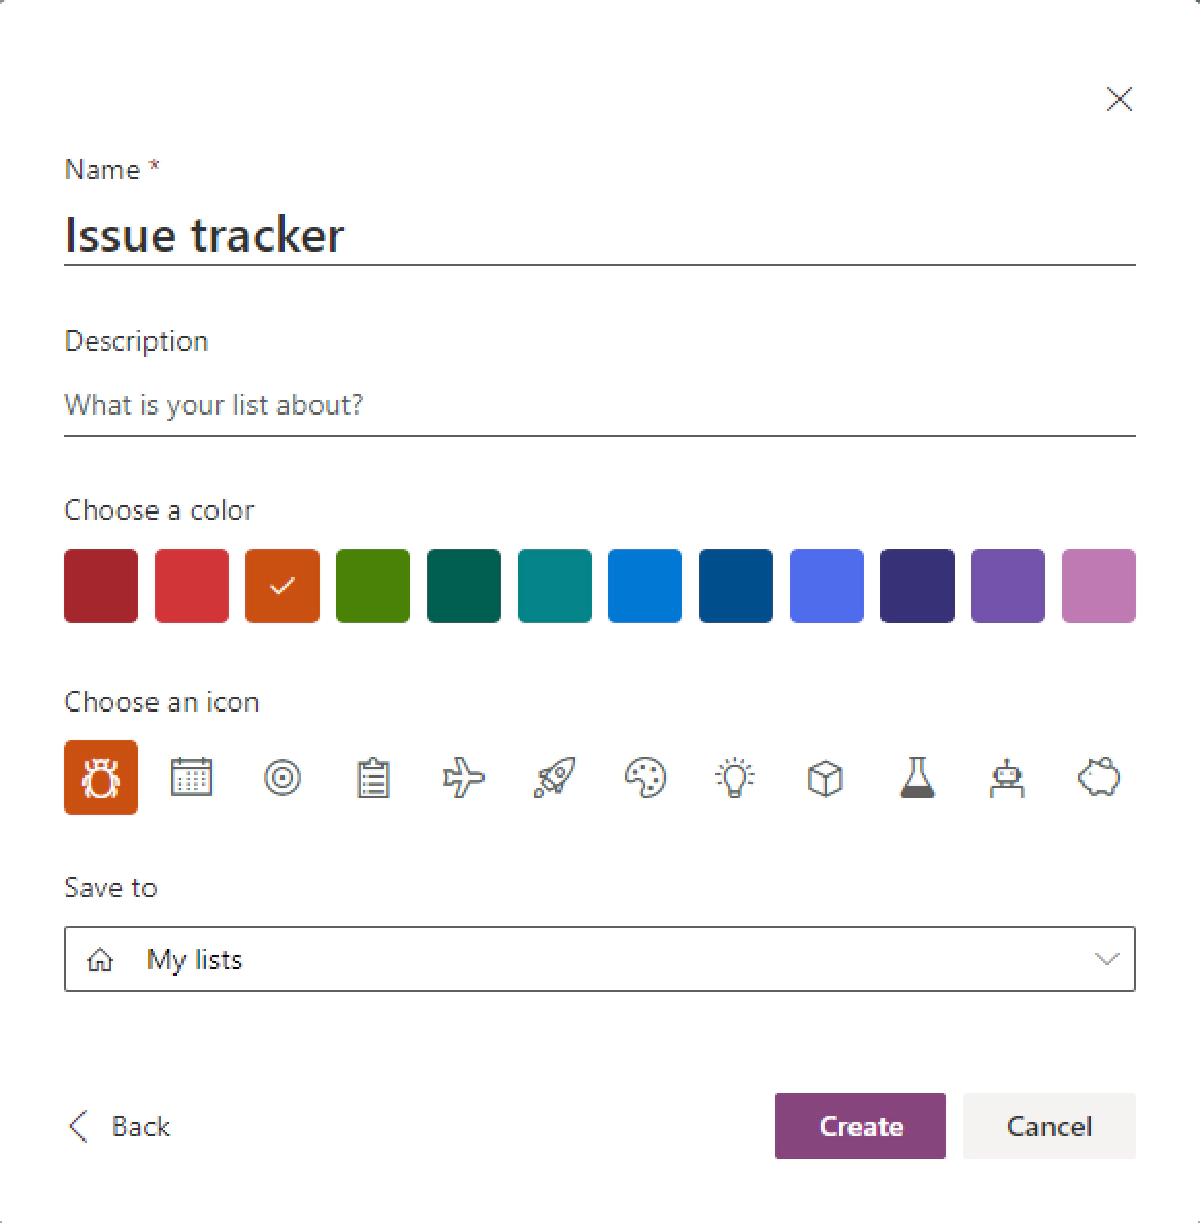 Name *
Issue tracker
Description
What is your list about?
Choose a color
Choose an icon
Save to
My lists
Back
Create
Cancel